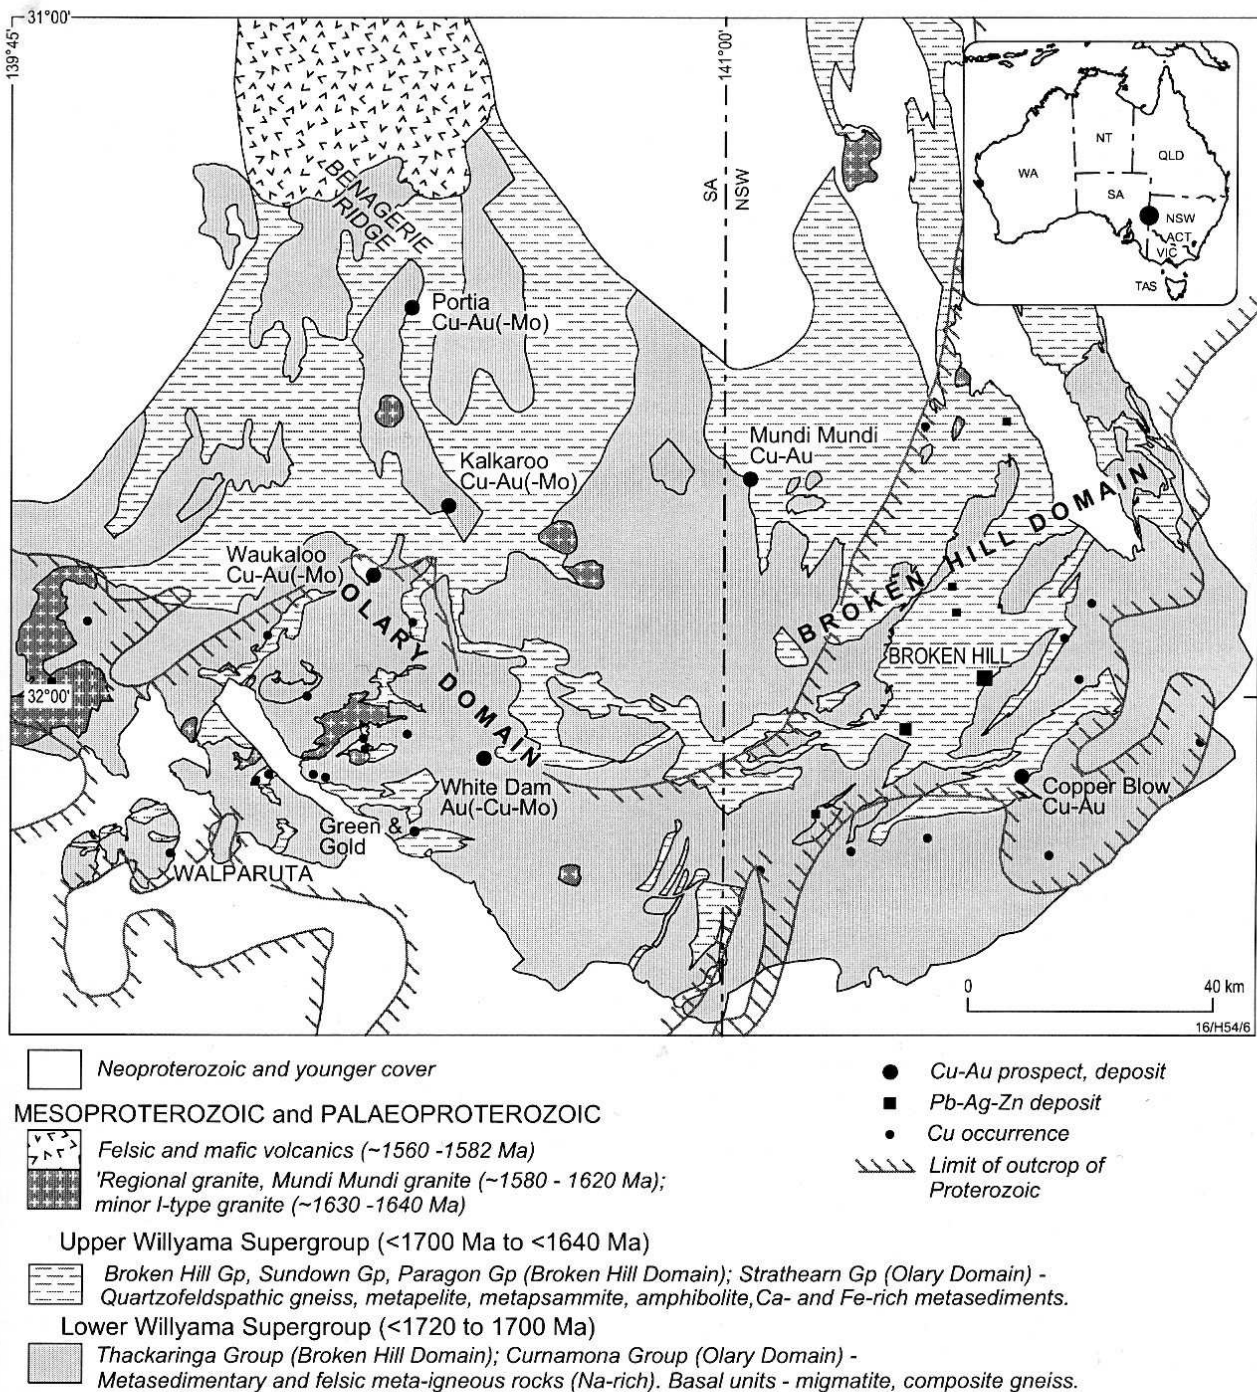 31°00'
139°45'
141°00'
SA
NSW
NT
QLD
WA
SA
NSW
ACT
VIC
TAS
BENAGERIE
RIDGE
Portia
Cu-Au(-Mo)
Mundi Mundi
Cu-Au
Kalkaroo
Cu-Au(-Mo)
Waukaloo
Cu-Au(-Mo)
OLARY DOMAIN
BROKEN HILL DOMAIN
BROKEN HILL
32°00'
White Dam
Au(-Cu-Mo)
Copper Blow
Cu-Au
Green &
Gold
WALPARUTA
0 40 km
16/H54/6
Neoproterozoic and younger cover
MESOPROTEROZOIC and PALAEOPROTEROZOIC
Felsic and mafic volcanics (~1560 -1582 Ma)
'Regional granite, Mundi Mundi granite (~1580 - 1620 Ma);
minor I-type granite (~1630 -1640 Ma)
Upper Willyama Supergroup (<1700 Ma to <1640 Ma)
Broken Hill Gp, Sundown Gp, Paragon Gp (Broken Hill Domain); Strathearn Gp (Olary Domain) -
Quartzofeldspathic gneiss, metapelite, metapsammite, amphibolite,Ca- and Fe-rich metasediments.
Lower Willyama Supergroup (<1720 to 1700 Ma)
Thackaringa Group (Broken Hill Domain); Curnamona Group (Olary Domain) -
Metasedimentary and felsic meta-igneous rocks (Na-rich). Basal units - migmatite, composite gneiss.
Cu-Au prospect, deposit
Pb-Ag-Zn deposit
Cu occurrence
Limit of outcrop of
Proterozoic